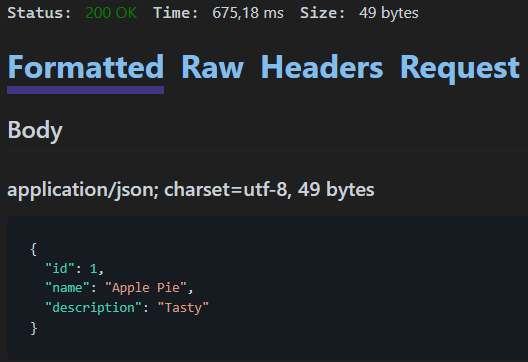 Status: 200 OK Time: 675,18 ms Size: 49 bytes
Formatted Raw Headers Request
Body
application/json; charset=utf-8, 49 bytes
{
  "id": 1,
  "name": "Apple Pie",
  "description": "Tasty"
}